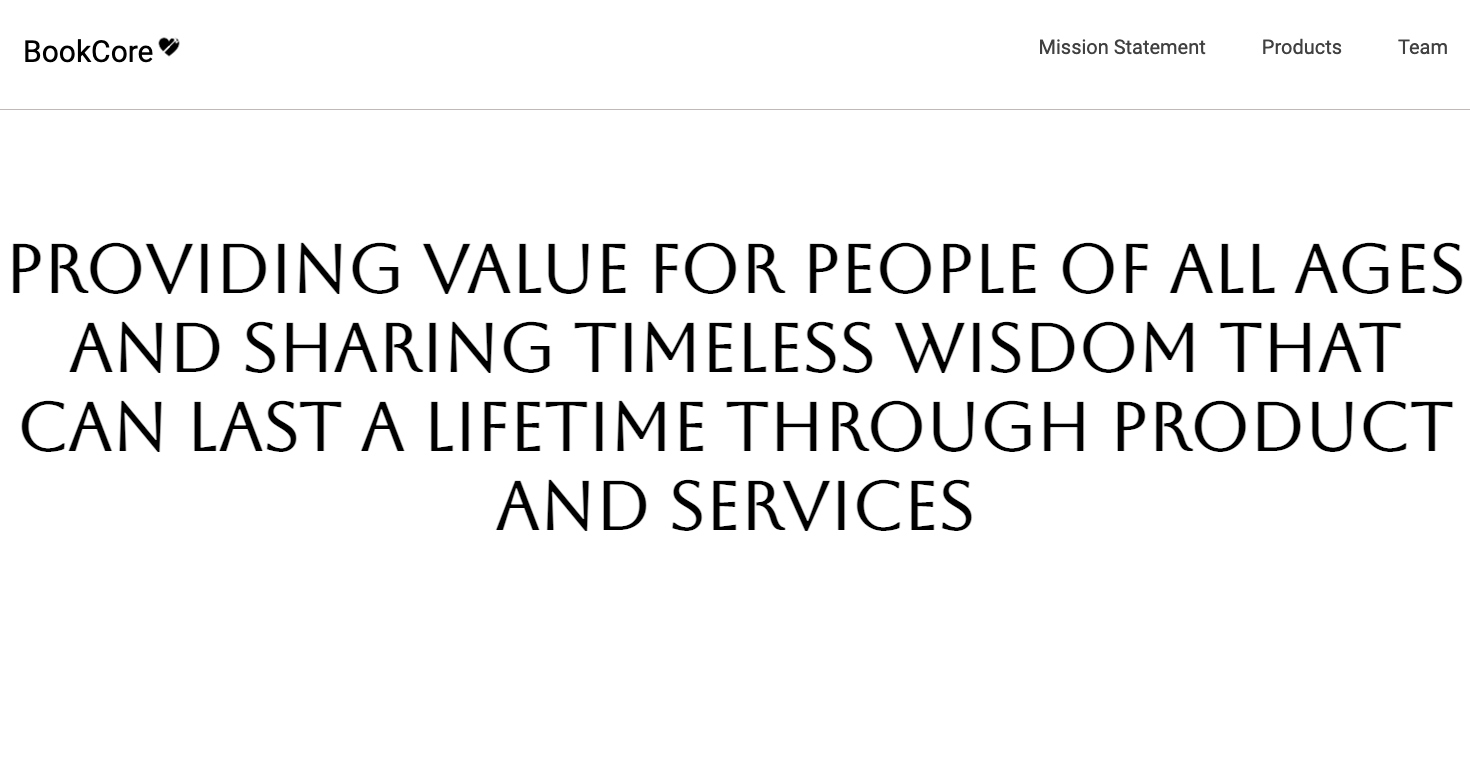 BookCore
Mission Statement Products Team
PROVIDING VALUE FOR PEOPLE OF ALL AGES
AND SHARING TIMELESS WISDOM THAT
CAN LAST A LIFETIME THROUGH PRODUCT
AND SERVICES